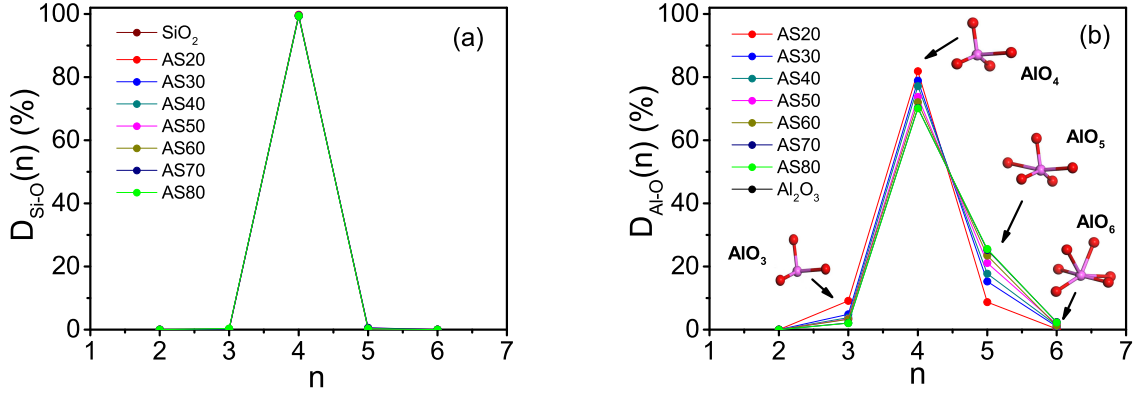 (a)
SiO₂
AS20
AS30
AS40
AS50
AS60
AS70
AS80
D_Si-O(n) (%)
100
80
60
40
20
0
1 2 3 4 5 6 7
n
(b)
AS20
AS30
AS40
AS50
AS60
AS70
AS80
Al₂O₃
AlO₄
AlO₅
AlO₆
AlO₃
D_Al-O(n) (%)
100
80
60
40
20
0
1 2 3 4 5 6 7
n